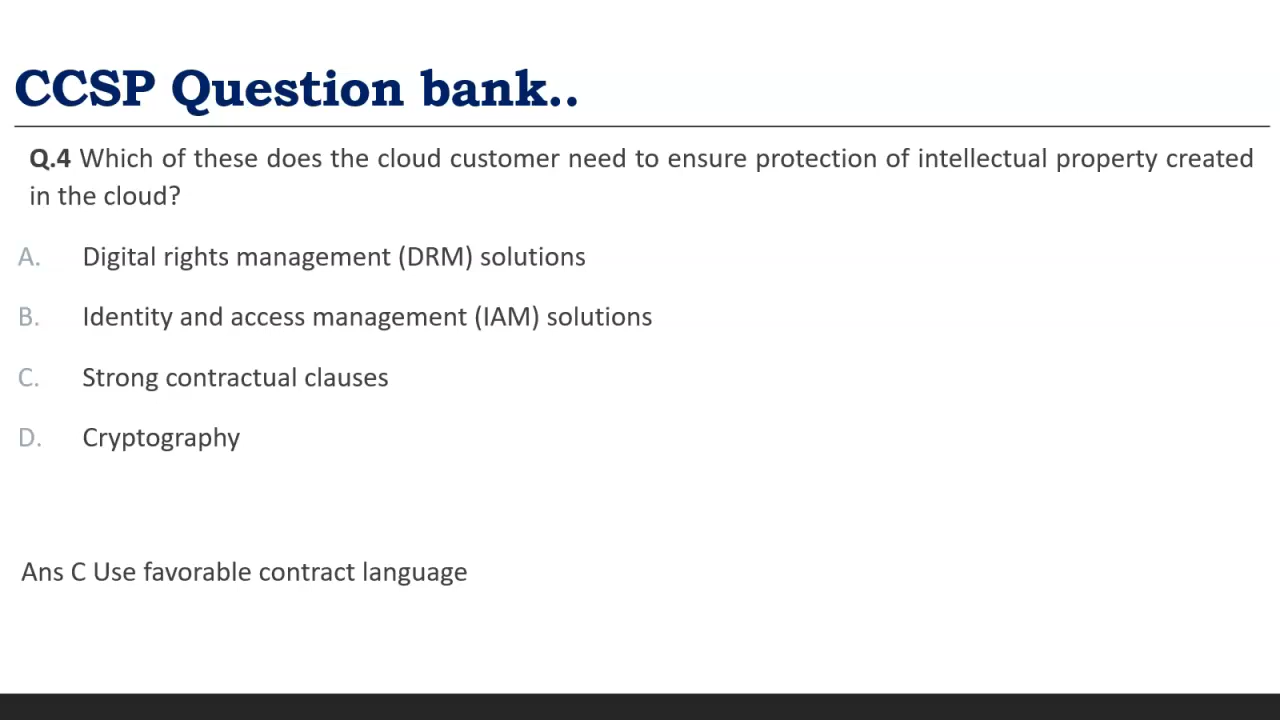 CCSP Question bank..
Q.4 Which of these does the cloud customer need to ensure protection of intellectual property created
in the cloud?
A. Digital rights management (DRM) solutions
B. Identity and access management (IAM) solutions
C. Strong contractual clauses
D. Cryptography
Ans C Use favorable contract language